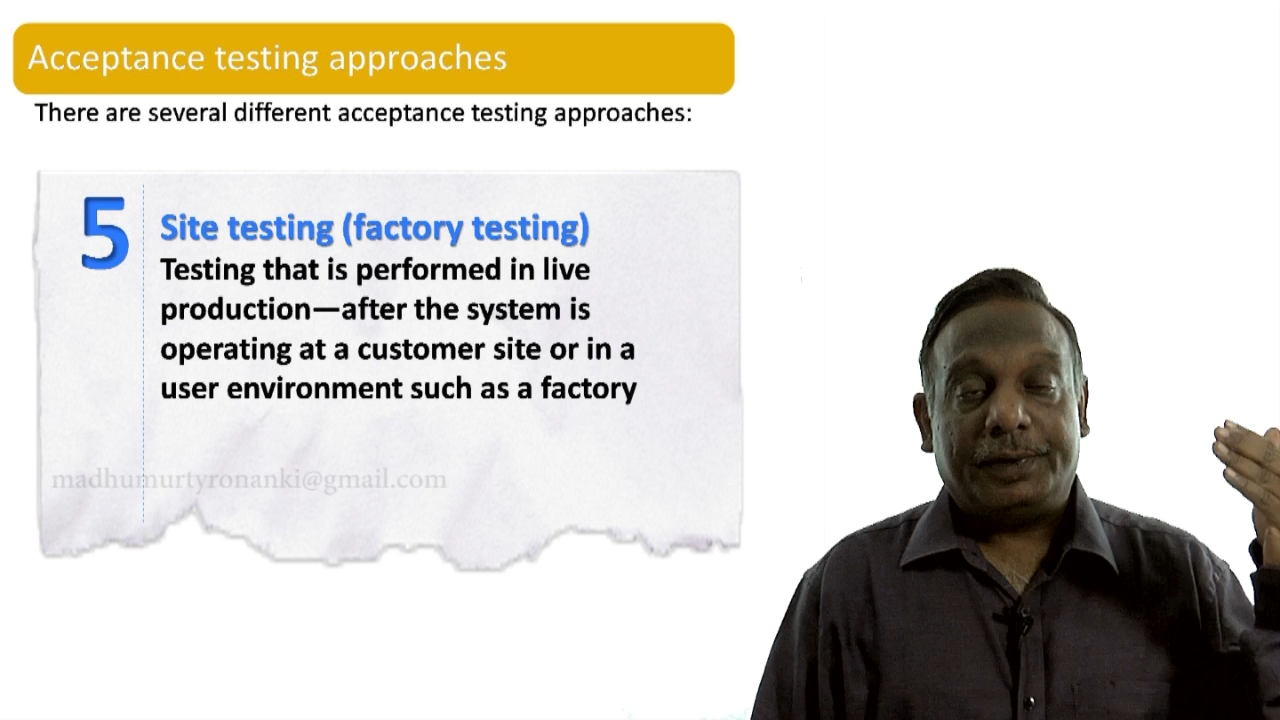 Acceptance testing approaches
There are several different acceptance testing approaches:
5
Site testing (factory testing)
Testing that is performed in live
production—after the system is
operating at a customer site or in a
user environment such as a factory
madhumurtyronanki@gmail.com